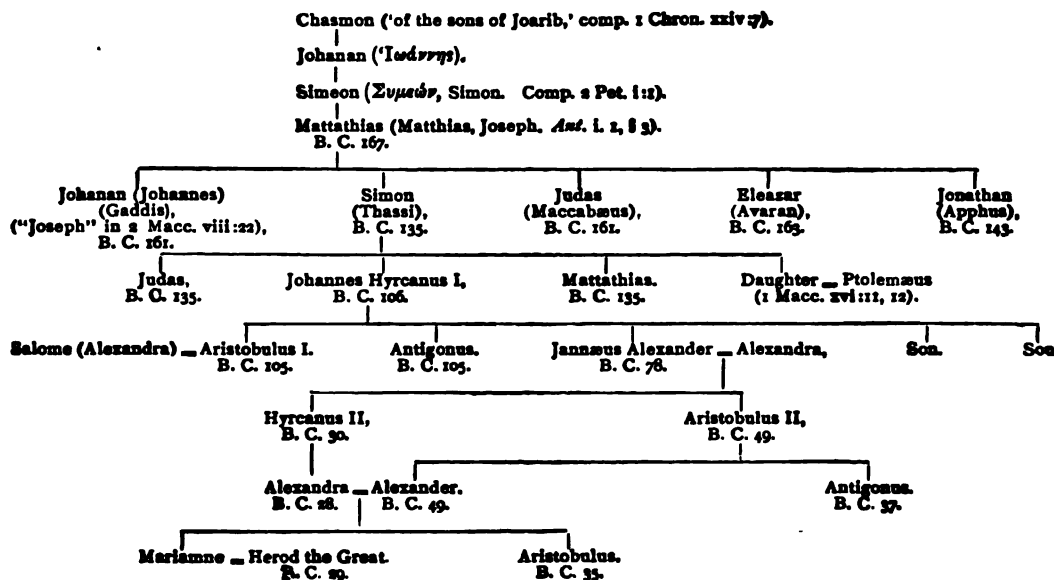 Chasmon ('of the sons of Joarib,' comp. 1 Chron. xxiv:7).
Johanan (Ἰωάννης).
Simeon (Συμεών, Simon. Comp. 2 Pet. i:1).
Mattathias (Matthias, Joseph. Ant. i. 1, § 3).
B. C. 167.
Johanan (Johannes) Simon Judas Eleazar Jonathan
(Gaddis), (Thassi), (Maccabæus), (Avaran), (Apphus),
("Joseph" in 2 Macc. viii:22), B. C. 135. B. C. 161. B. C. 163. B. C. 143.
B. C. 161.
Judas, Johannes Hyrcanus I, Mattathias. Daughter = Ptolemæus
B. C. 135. B. C. 106. B. C. 135. (1 Macc. xvi:11, 12).
Salome (Alexandra) = Aristobulus I. Antigonus. Jannæus Alexander = Alexandra, Son. Son
B. C. 105. B. C. 105. B. C. 78.
Hyrcanus II, Aristobulus II,
B. C. 30. B. C. 49.
Alexandra = Alexander. Antigonus.
B. C. 28. B. C. 49. B. C. 37.
Mariamne = Herod the Great. Aristobulus.
B. C. 29. B. C. 35.